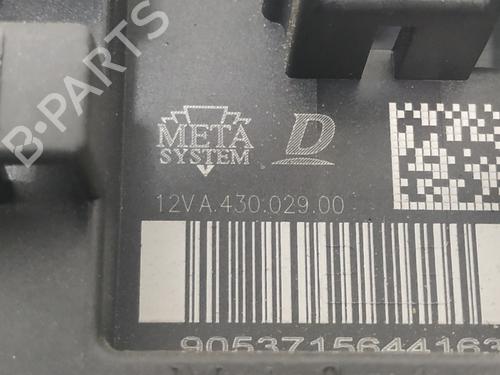 B-PARTS
META
SYSTEM
D
12VA.430.029.00
9053715644163